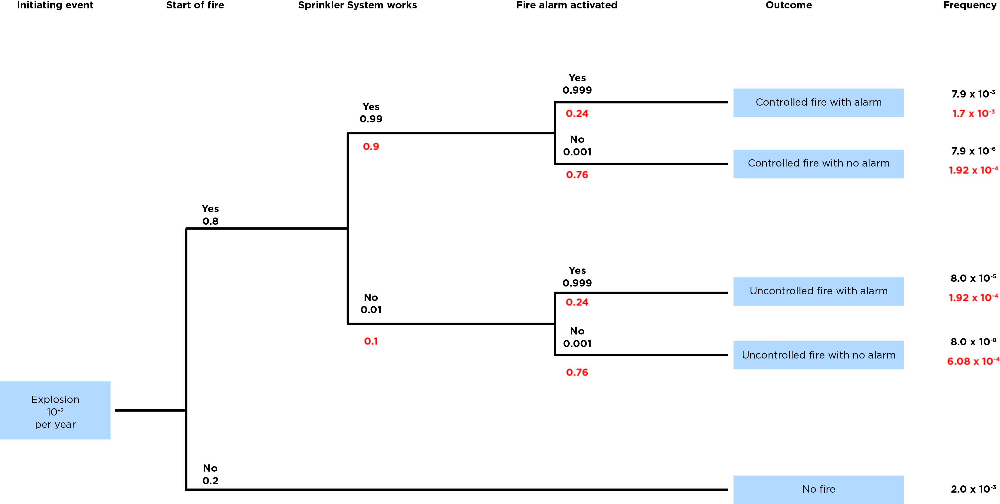 Initiating event
Start of fire
Sprinkler System works
Fire alarm activated
Outcome
Frequency
Yes
0.999
0.24
Controlled fire with alarm
7.9 x 10⁻³
1.7 x 10⁻³
Yes
0.99
0.9
No
0.001
0.76
Controlled fire with no alarm
7.9 x 10⁻⁶
1.92 x 10⁻⁴
Yes
0.8
Yes
0.999
0.24
Uncontrolled fire with alarm
8.0 x 10⁻⁵
1.92 x 10⁻⁴
No
0.01
0.1
No
0.001
0.76
Uncontrolled fire with no alarm
8.0 x 10⁻⁸
6.08 x 10⁻⁴
Explosion
10⁻²
per year
No
0.2
No fire
2.0 x 10⁻³